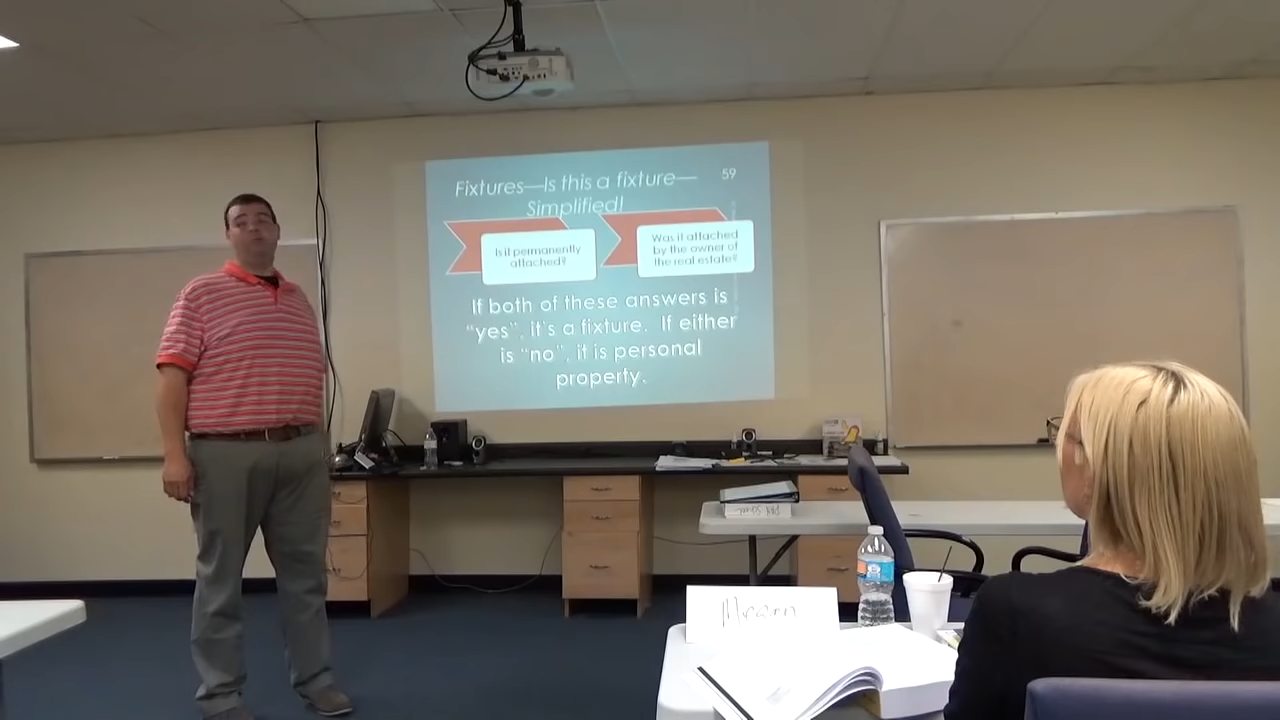 Fixtures—Is this a fixture—
Simplified!
59
Is it permanently
attached?
Was it attached
by the owner of
the real estate?
If both of these answers is
“yes”, it’s a fixture. If either
is “no”, it is personal
property.